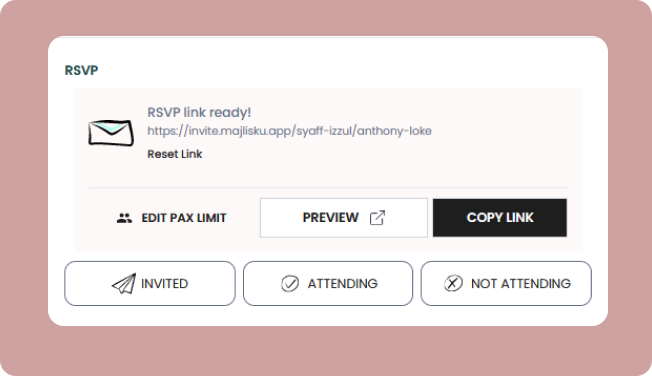 RSVP
RSVP link ready!
https://invite.majlisku.app/syaff-izzul/anthony-loke
Reset Link
EDIT PAX LIMIT
PREVIEW
COPY LINK
INVITED
ATTENDING
NOT ATTENDING